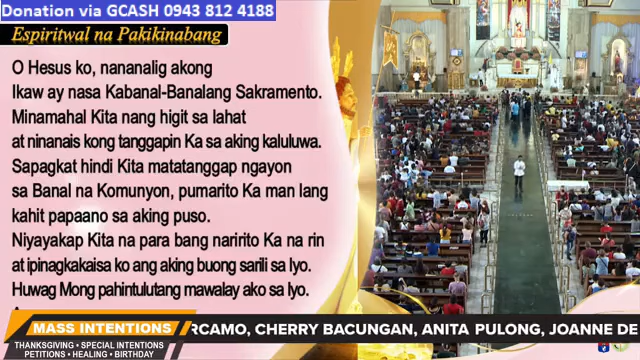 Donation via GCASH 0943 812 4188
Espiritwal na Pakikinabang
O Hesus ko, nananalig akong
Ikaw ay nasa Kabanal-Banalang Sakramento.
Minamahal Kita nang higit sa lahat
at ninanais kong tanggapin Ka sa aking kaluluwa.
Sapagkat hindi Kita matatanggap ngayon
sa Banal na Komunyon, pumarito Ka man lang
kahit papaano sa aking puso.
Niyayakap Kita na para bang naririto Ka na rin
at ipinagkakaisa ko ang aking buong sarili sa Iyo.
Huwag Mong pahintulutang mawalay ako sa Iyo.
MASS INTENTIONS
RCAMO, CHERRY BACUNGAN, ANITA PULONG, JOANNE DE
THANKSGIVING • SPECIAL INTENTIONS
PETITIONS • HEALING • BIRTHDAY